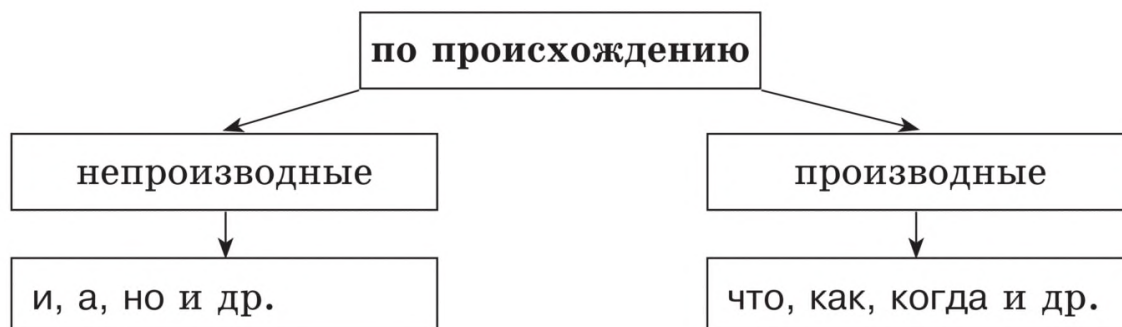 по происхождению
непроизводные
производные
и, а, но и др.
что, как, когда и др.